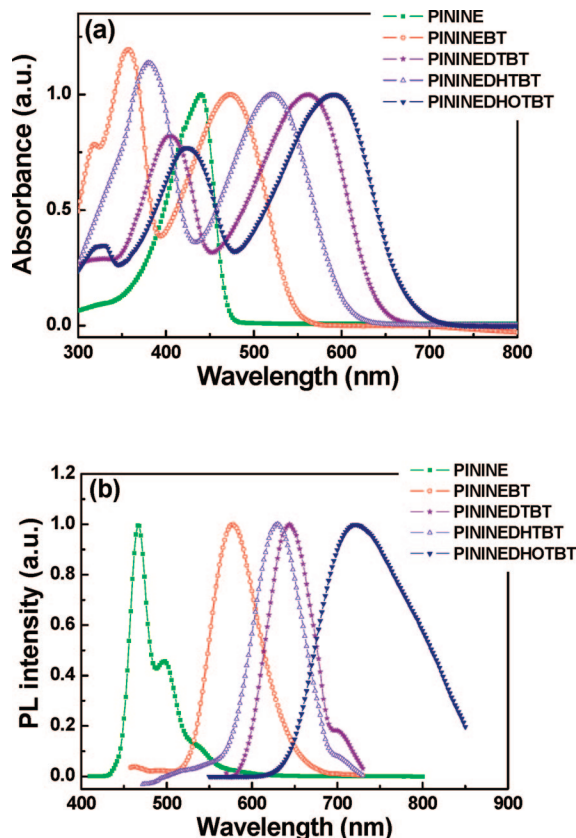 (a)
PININE
PININEBT
PININEDTBT
PININEDHTBT
PININEDHOTBT
Absorbance (a.u.)
1.0
0.5
0.0
300 400 500 600 700 800
Wavelength (nm)
(b)
PININE
PININEBT
PININEDTBT
PININEDHTBT
PININEDHOTBT
PL intensity (a.u.)
1.2
1.0
0.8
0.6
0.4
0.2
0.0
400 500 600 700 800 900
Wavelength (nm)